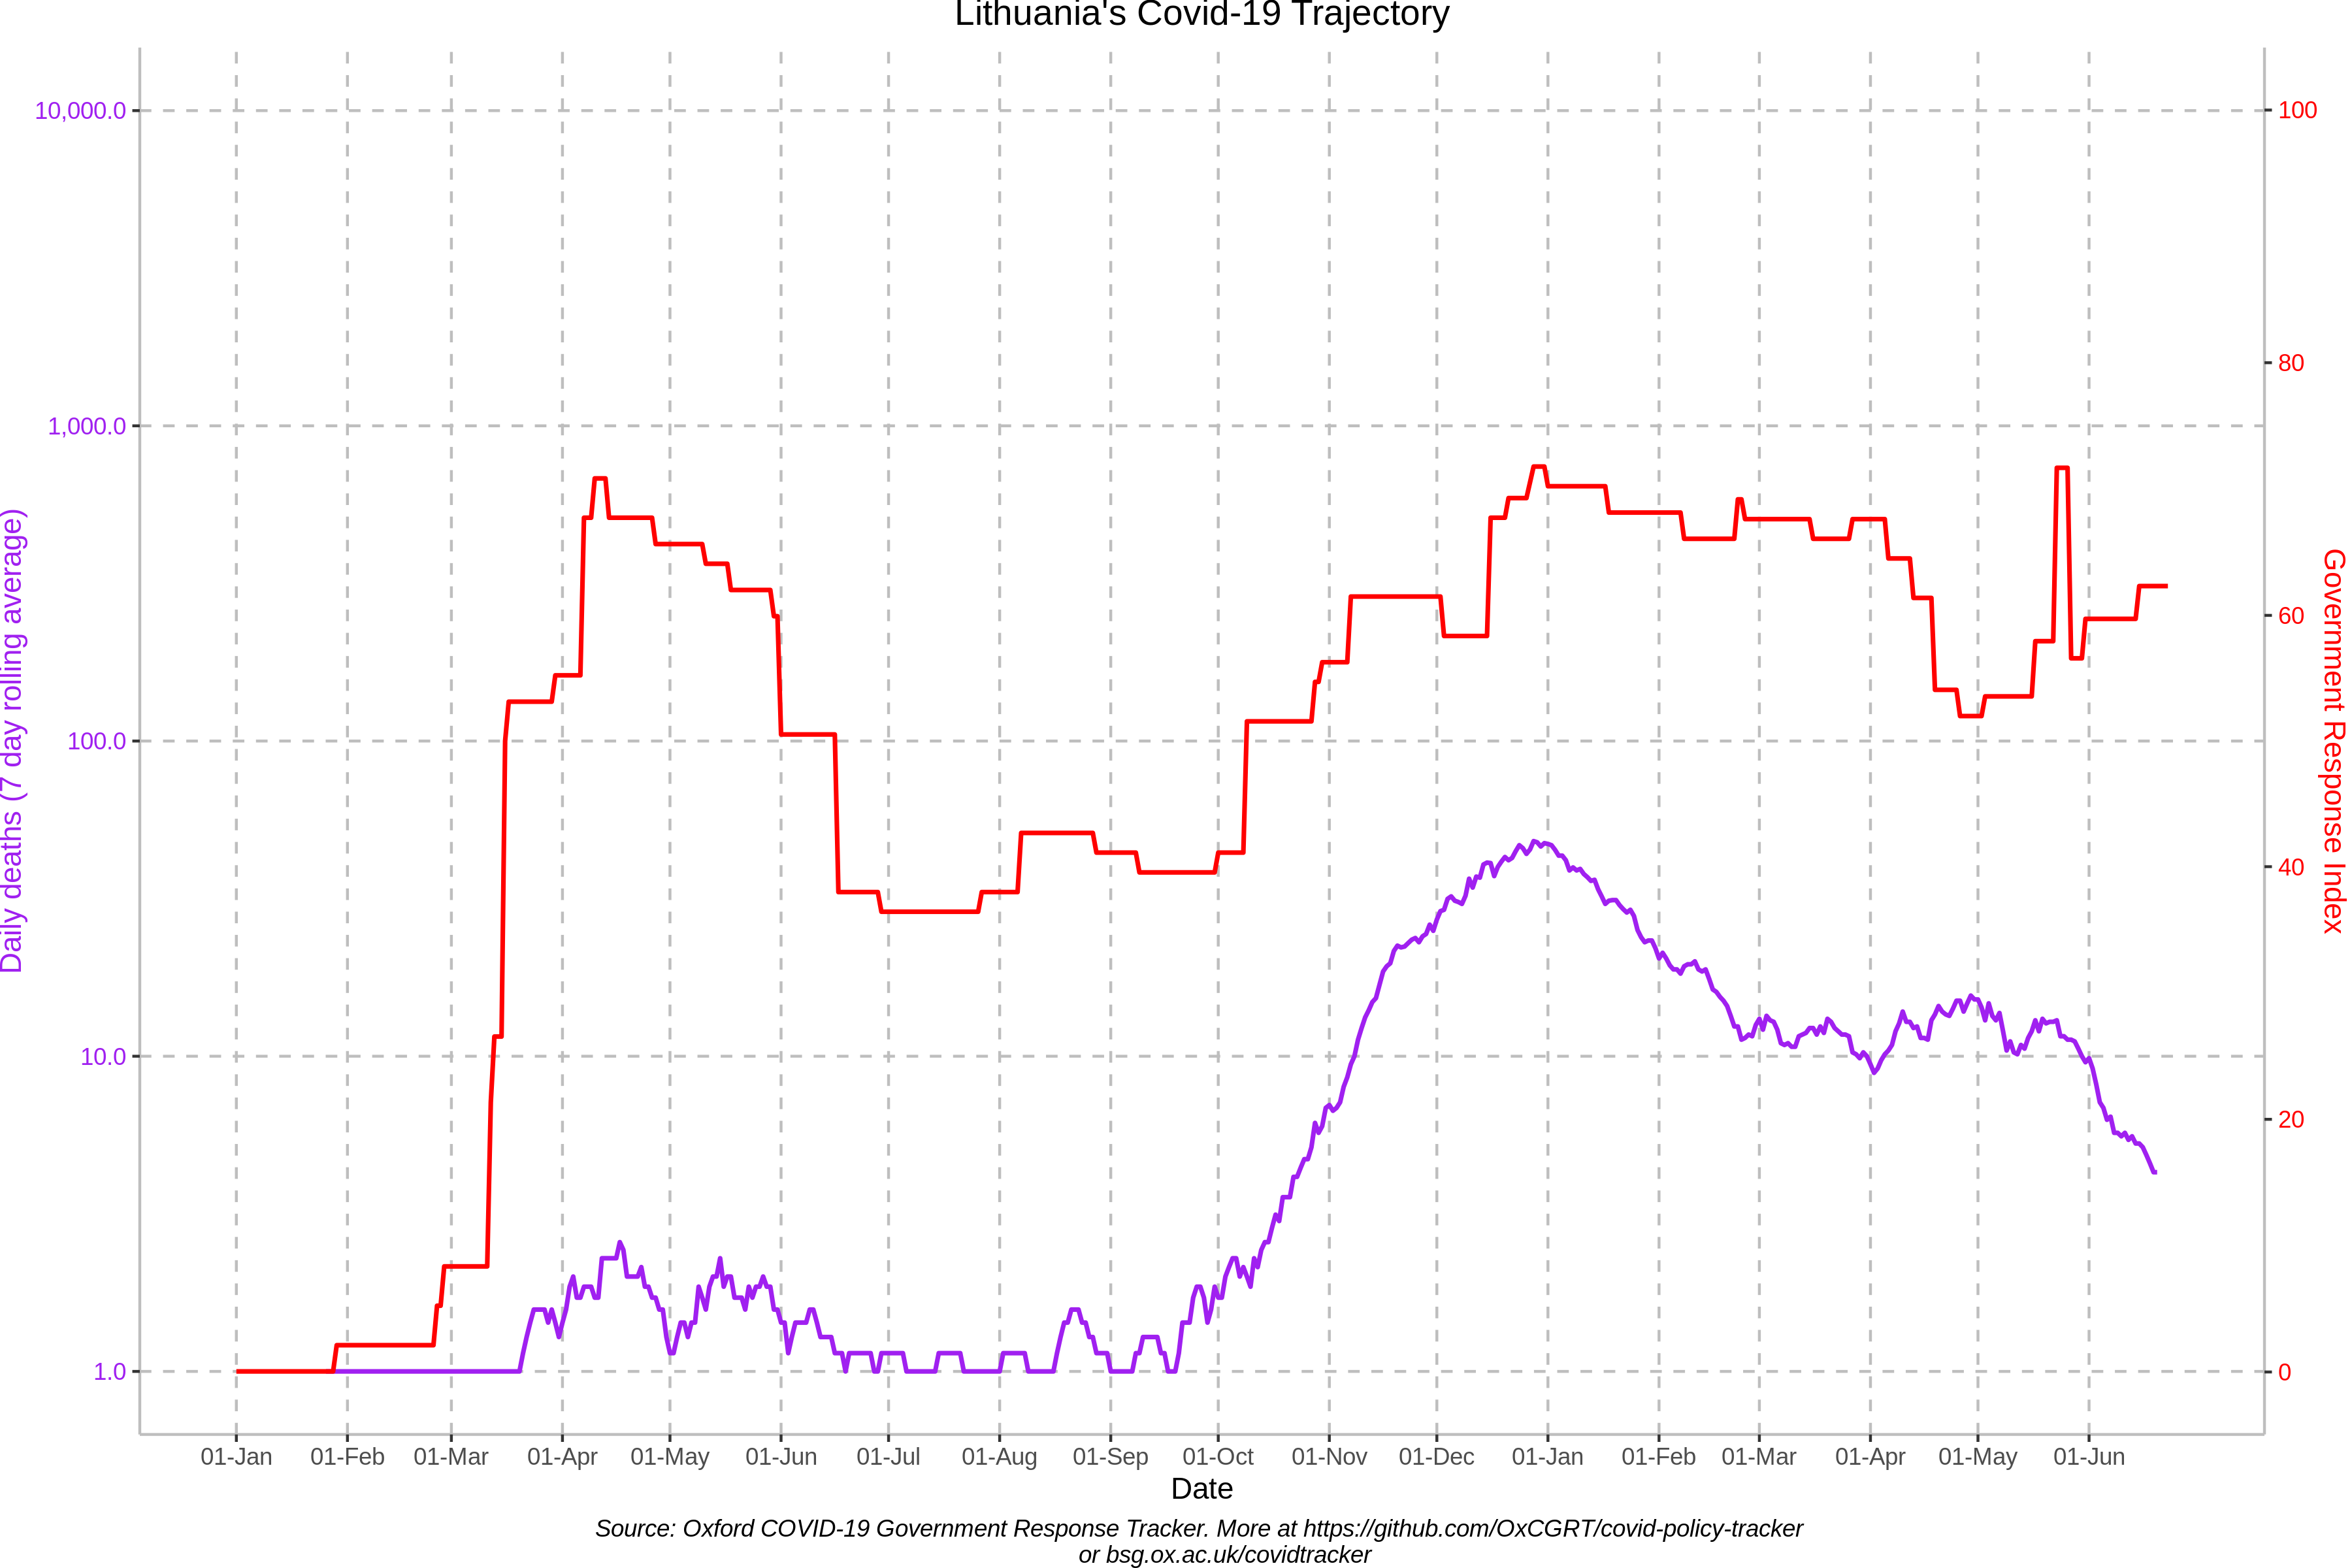 Lithuania's Covid-19 Trajectory
Daily deaths (7 day rolling average)
10,000.0
1,000.0
100.0
10.0
1.0
100
80
60
40
20
0
Government Response Index
01-Jan 01-Feb 01-Mar 01-Apr 01-May 01-Jun 01-Jul 01-Aug 01-Sep 01-Oct 01-Nov 01-Dec 01-Jan 01-Feb 01-Mar 01-Apr 01-May 01-Jun
Date
Source: Oxford COVID-19 Government Response Tracker. More at https://github.com/OxCGRT/covid-policy-tracker
or bsg.ox.ac.uk/covidtracker